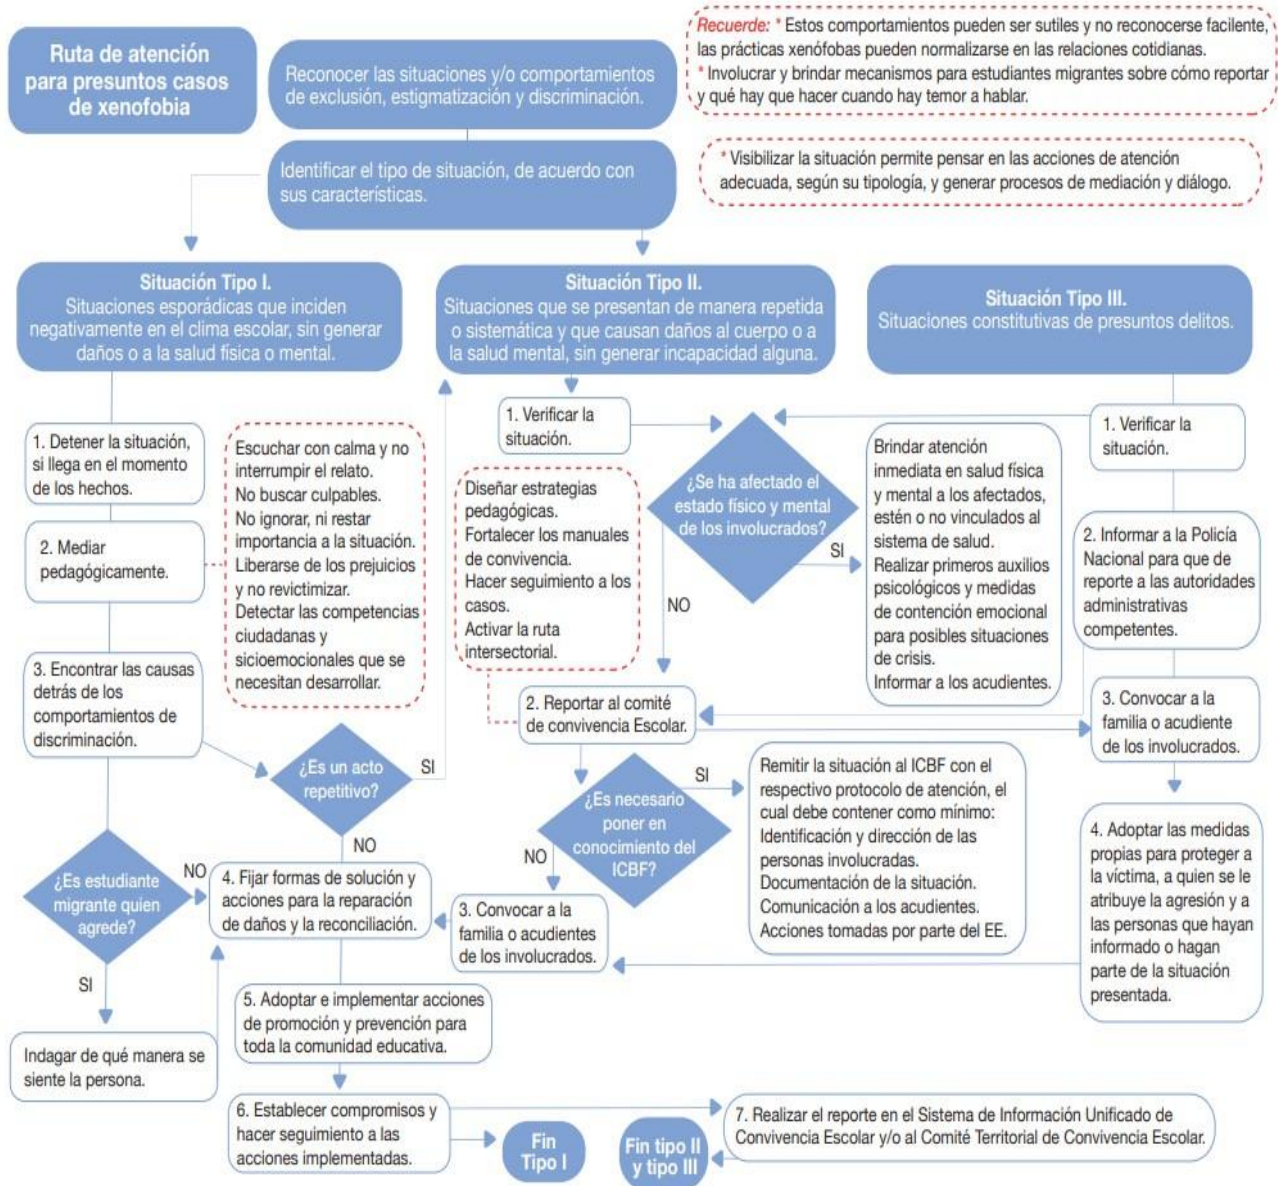 Ruta de atención
para presuntos casos
de xenofobia
Reconocer las situaciones y/o comportamientos
de exclusión, estigmatización y discriminación.
Recuerde: * Estos comportamientos pueden ser sutiles y no reconocerse facilente,
las prácticas xenófobas pueden normalizarse en las relaciones cotidianas.
* Involucrar y brindar mecanismos para estudiantes migrantes sobre cómo reportar
y qué hay que hacer cuando hay temor a hablar.
Identificar el tipo de situación, de acuerdo con
sus características.
* Visibilizar la situación permite pensar en las acciones de atención
adecuada, según su tipología, y generar procesos de mediación y diálogo.
Situación Tipo I.
Situaciones esporádicas que inciden
negativamente en el clima escolar, sin generar
daños o a la salud física o mental.
Situación Tipo II.
Situaciones que se presentan de manera repetida
o sistemática y que causan daños al cuerpo o a
la salud mental, sin generar incapacidad alguna.
Situación Tipo III.
Situaciones constitutivas de presuntos delitos.
1. Detener la situación,
si llega en el momento
de los hechos.
2. Mediar
pedagógicamente.
Escuchar con calma y no
interrumpir el relato.
No buscar culpables.
No ignorar, ni restar
importancia a la situación.
Liberarse de los prejuicios
y no revictimizar.
Detectar las competencias
ciudadanas y
sicioemocionales que se
necesitan desarrollar.
3. Encontrar las causas
detrás de los
comportamientos de
discriminación.
¿Es un acto
repetitivo?
SI
NO
¿Es estudiante
migrante quien
agrede?
NO
SI
Indagar de qué manera se
siente la persona.
4. Fijar formas de solución y
acciones para la reparación
de daños y la reconciliación.
5. Adoptar e implementar acciones
de promoción y prevención para
toda la comunidad educativa.
6. Establecer compromisos y
hacer seguimiento a las
acciones implementadas.
Fin
Tipo I
1. Verificar la
situación.
Diseñar estrategias
pedagógicas.
Fortalecer los manuales
de convivencia.
Hacer seguimiento a los
casos.
Activar la ruta
intersectorial.
¿Se ha afectado el
estado físico y mental
de los involucrados?
SI
NO
Brindar atención
inmediata en salud física
y mental a los afectados,
estén o no vinculados al
sistema de salud.
Realizar primeros auxilios
psicológicos y medidas
de contención emocional
para posibles situaciones
de crisis.
Informar a los acudientes.
2. Reportar al comité
de convivencia Escolar.
¿Es necesario
poner en
conocimiento del
ICBF?
SI
NO
Remitir la situación al ICBF con el
respectivo protocolo de atención, el
cual debe contener como mínimo:
Identificación y dirección de las
personas involucradas.
Documentación de la situación.
Comunicación a los acudientes.
Acciones tomadas por parte del EE.
3. Convocar a la
familia o acudientes
de los involucrados.
1. Verificar la
situación.
2. Informar a la Policía
Nacional para que de
reporte a las autoridades
administrativas
competentes.
3. Convocar a la
familia o acudiente
de los involucrados.
4. Adoptar las medidas
propias para proteger a
la víctima, a quien se le
atribuye la agresión y a
las personas que hayan
informado o hagan
parte de la situación
presentada.
7. Realizar el reporte en el Sistema de Información Unificado de
Convivencia Escolar y/o al Comité Territorial de Convivencia Escolar.
Fin tipo II
y tipo III